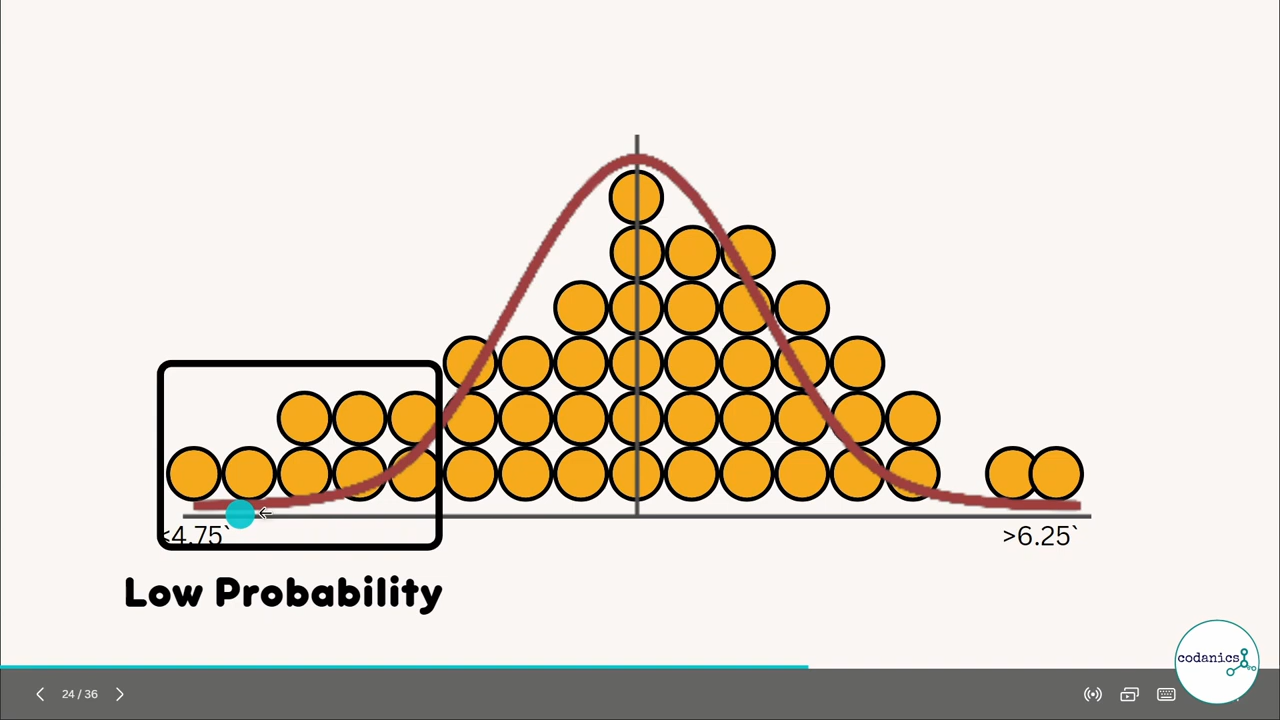 <4.75`
>6.25`
Low Probability
codanics
24 / 36